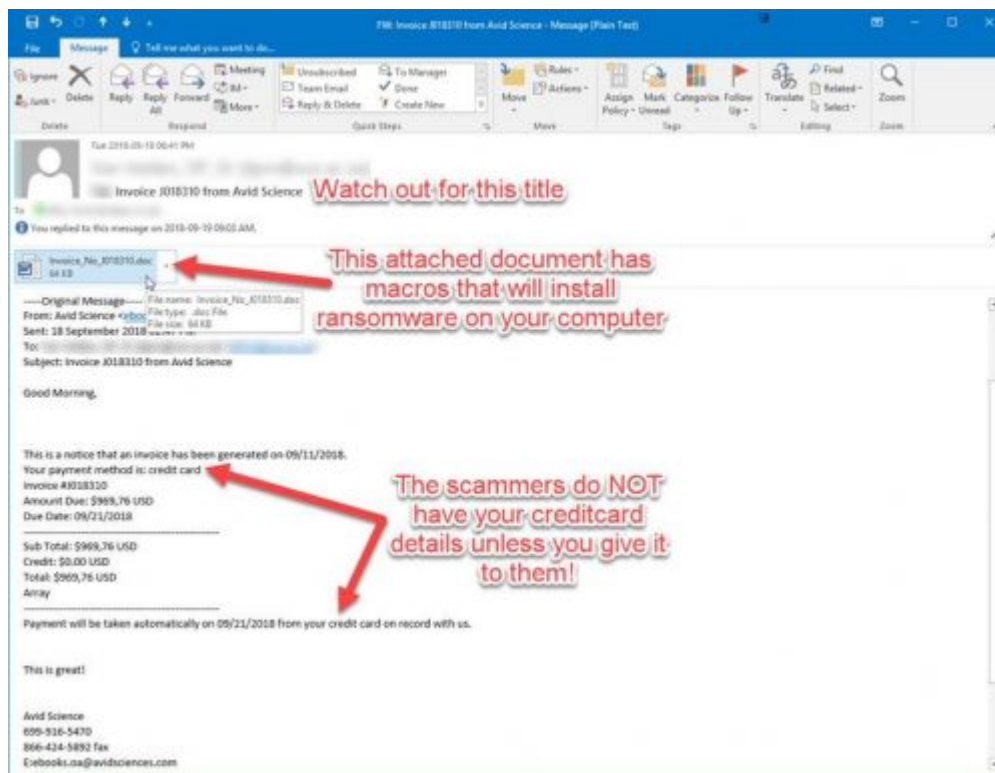 FW: Invoice J018310 from Avid Science - Message (Plain Text)
File Message Tell me what you want to do...
Ignore
Junk
Delete
Reply
Reply All
Forward
Meeting
IM
More
Unsubscribed
Team Email
Reply & Delete
To Manager
Done
Create New
Move
Rules
Actions
Assign Policy
Mark Unread
Categorize
Follow Up
Translate
Find
Related
Select
Zoom
Delete Respond Quick Steps Move Tags Editing Zoom
Tue 2018-09-18 06:41 PM
Invoice J018310 from Avid Science
Watch out for this title
To
You replied to this message on 2018-09-19 09:03 AM.
Invoice_No_J018310.doc
64 KB
This attached document has
macros that will install
ransomware on your computer
File name: Invoice_No_J018310.doc
File type: .doc File
File size: 64 KB
-----Original Message-----
From: Avid Science
Sent: 18 September 2018
To:
Subject: Invoice J018310 from Avid Science
Good Morning,
This is a notice that an invoice has been generated on 09/11/2018.
Your payment method is: credit card
Invoice #J018310
Amount Due: $969,76 USD
Due Date: 09/21/2018
The scammers do NOT
have your creditcard
details unless you give it
to them!
Sub Total: $969,76 USD
Credit: $0.00 USD
Total: $969,76 USD
Array
Payment will be taken automatically on 09/21/2018 from your credit card on record with us.
This is great!
Avid Science
699-916-5470
866-424-5892 fax
E:ebooks.oa@avidsciences.com